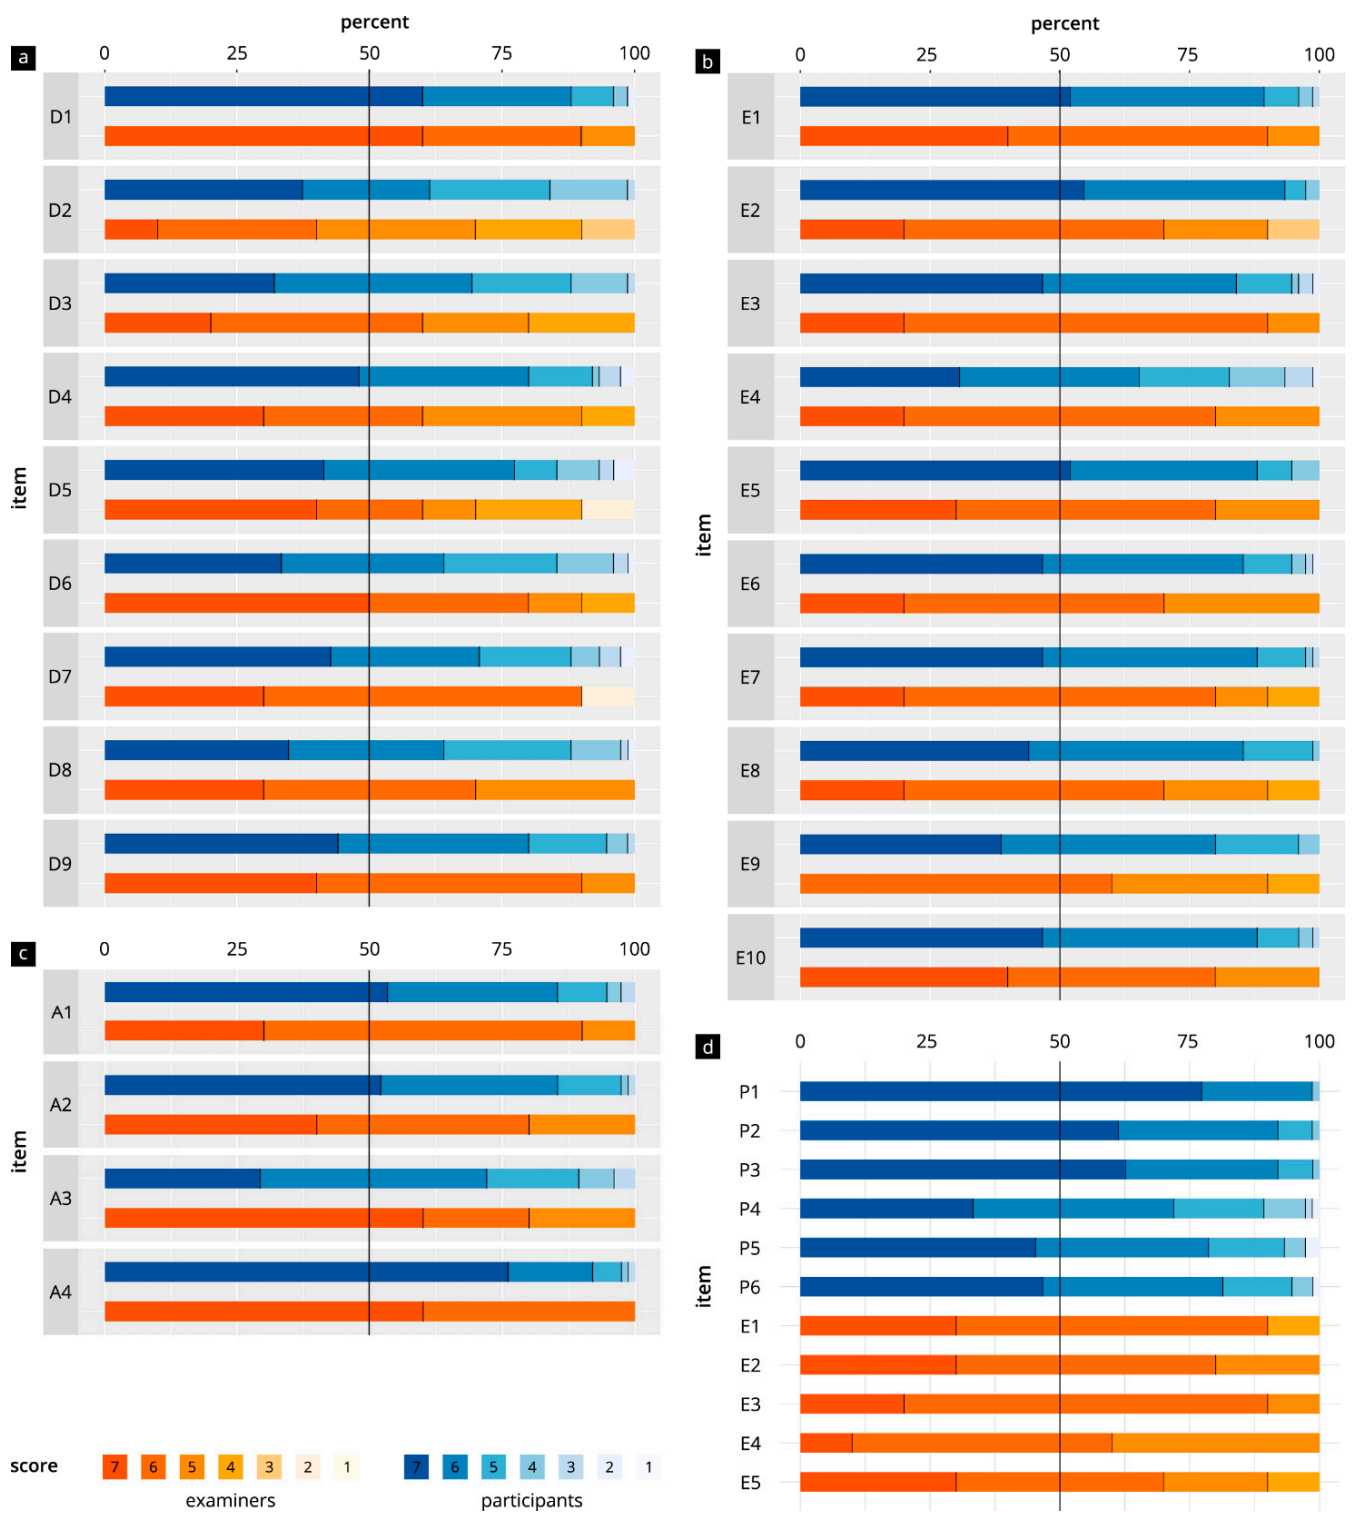 percent
a
0 25 50 75 100
item
D1
D2
D3
D4
D5
D6
D7
D8
D9
percent
b
0 25 50 75 100
item
E1
E2
E3
E4
E5
E6
E7
E8
E9
E10
c
0 25 50 75 100
item
A1
A2
A3
A4
d
0 25 50 75 100
item
P1
P2
P3
P4
P5
P6
E1
E2
E3
E4
E5
score
7 6 5 4 3 2 1
examiners
7 6 5 4 3 2 1
participants